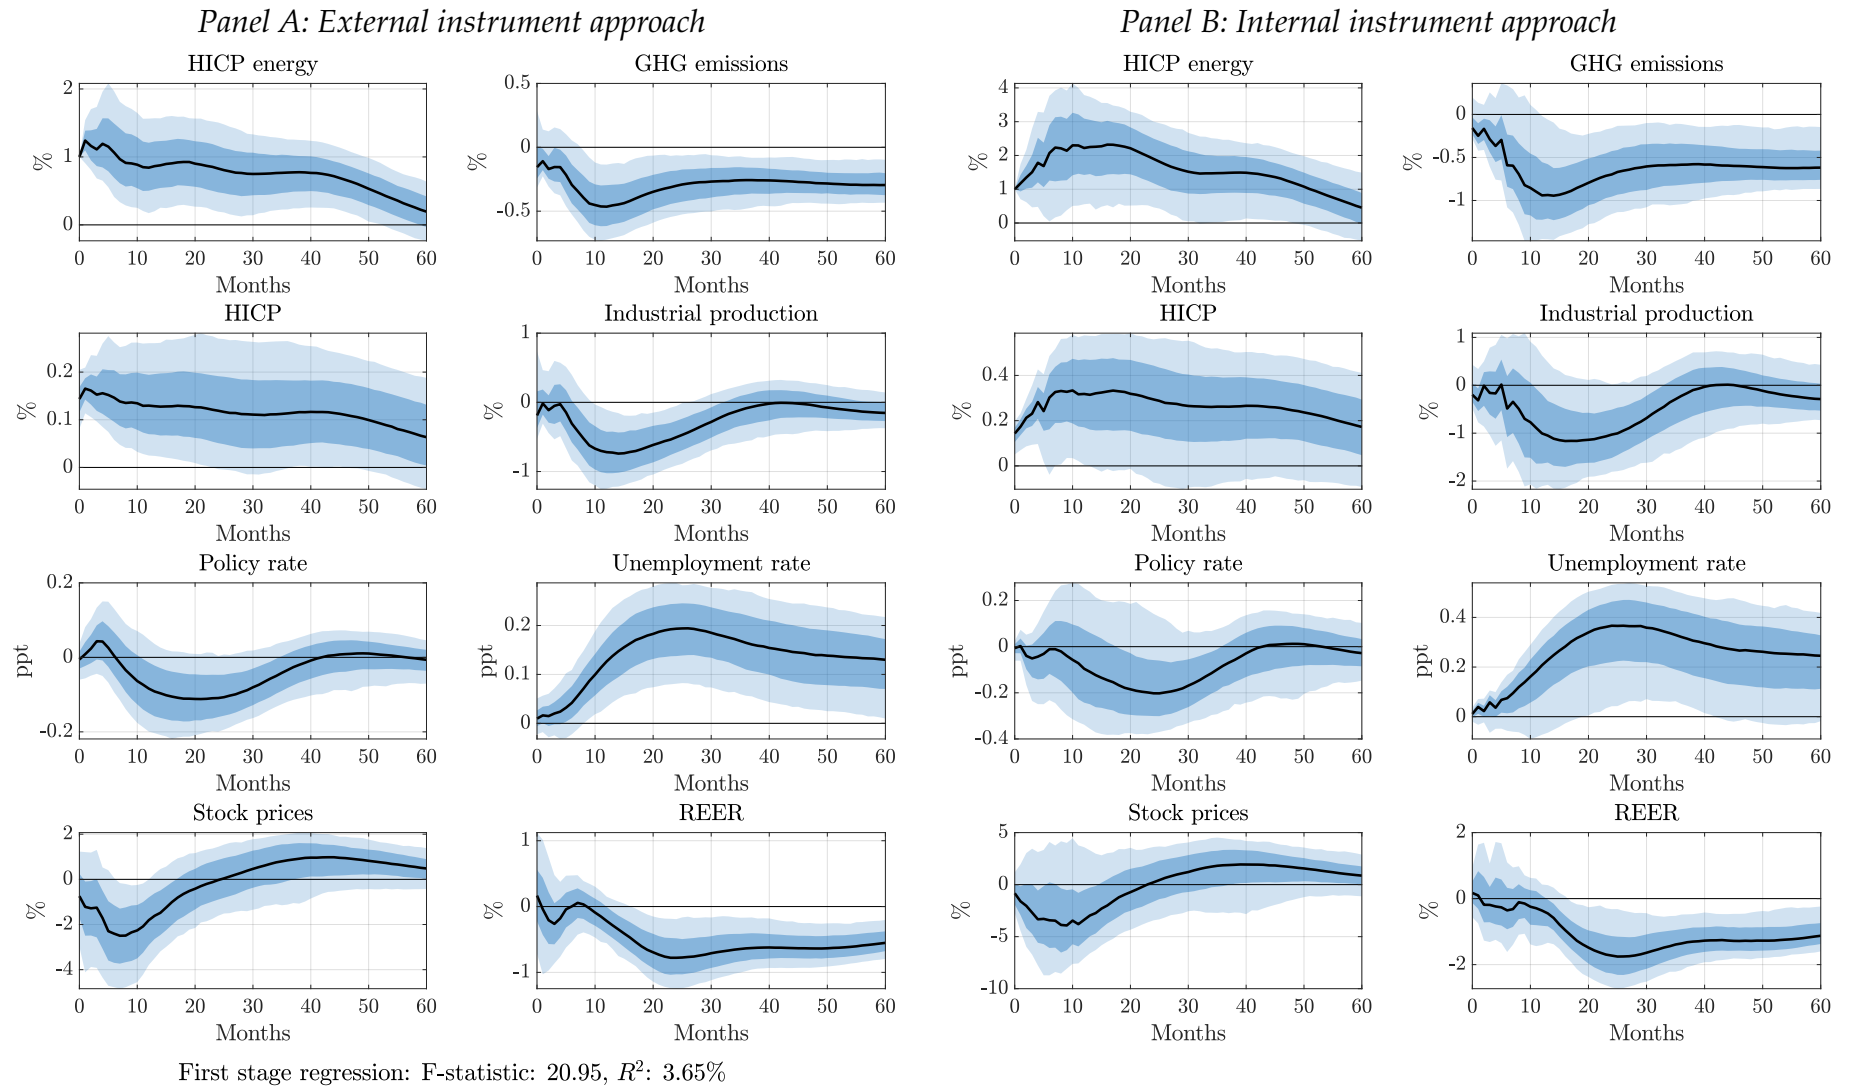 Panel A: External instrument approach
HICP energy
2
1
0
%
0 10 20 30 40 50 60
Months
GHG emissions
0.5
0
-0.5
%
0 10 20 30 40 50 60
Months
HICP
0.2
0.1
0
%
0 10 20 30 40 50 60
Months
Industrial production
1
0
-1
%
0 10 20 30 40 50 60
Months
Policy rate
0.2
0
-0.2
ppt
0 10 20 30 40 50 60
Months
Unemployment rate
0.2
0.1
0
ppt
0 10 20 30 40 50 60
Months
Stock prices
2
0
-2
-4
%
0 10 20 30 40 50 60
Months
REER
1
0
-1
%
0 10 20 30 40 50 60
Months
First stage regression: F-statistic: 20.95, R²: 3.65%
Panel B: Internal instrument approach
HICP energy
4
3
2
1
0
%
0 10 20 30 40 50 60
Months
GHG emissions
0
-0.5
-1
%
0 10 20 30 40 50 60
Months
HICP
0.4
0.2
0
%
0 10 20 30 40 50 60
Months
Industrial production
1
0
-1
-2
%
0 10 20 30 40 50 60
Months
Policy rate
0.2
0
-0.2
-0.4
ppt
0 10 20 30 40 50 60
Months
Unemployment rate
0.4
0.2
0
ppt
0 10 20 30 40 50 60
Months
Stock prices
5
0
-5
-10
%
0 10 20 30 40 50 60
Months
REER
2
0
-2
%
0 10 20 30 40 50 60
Months